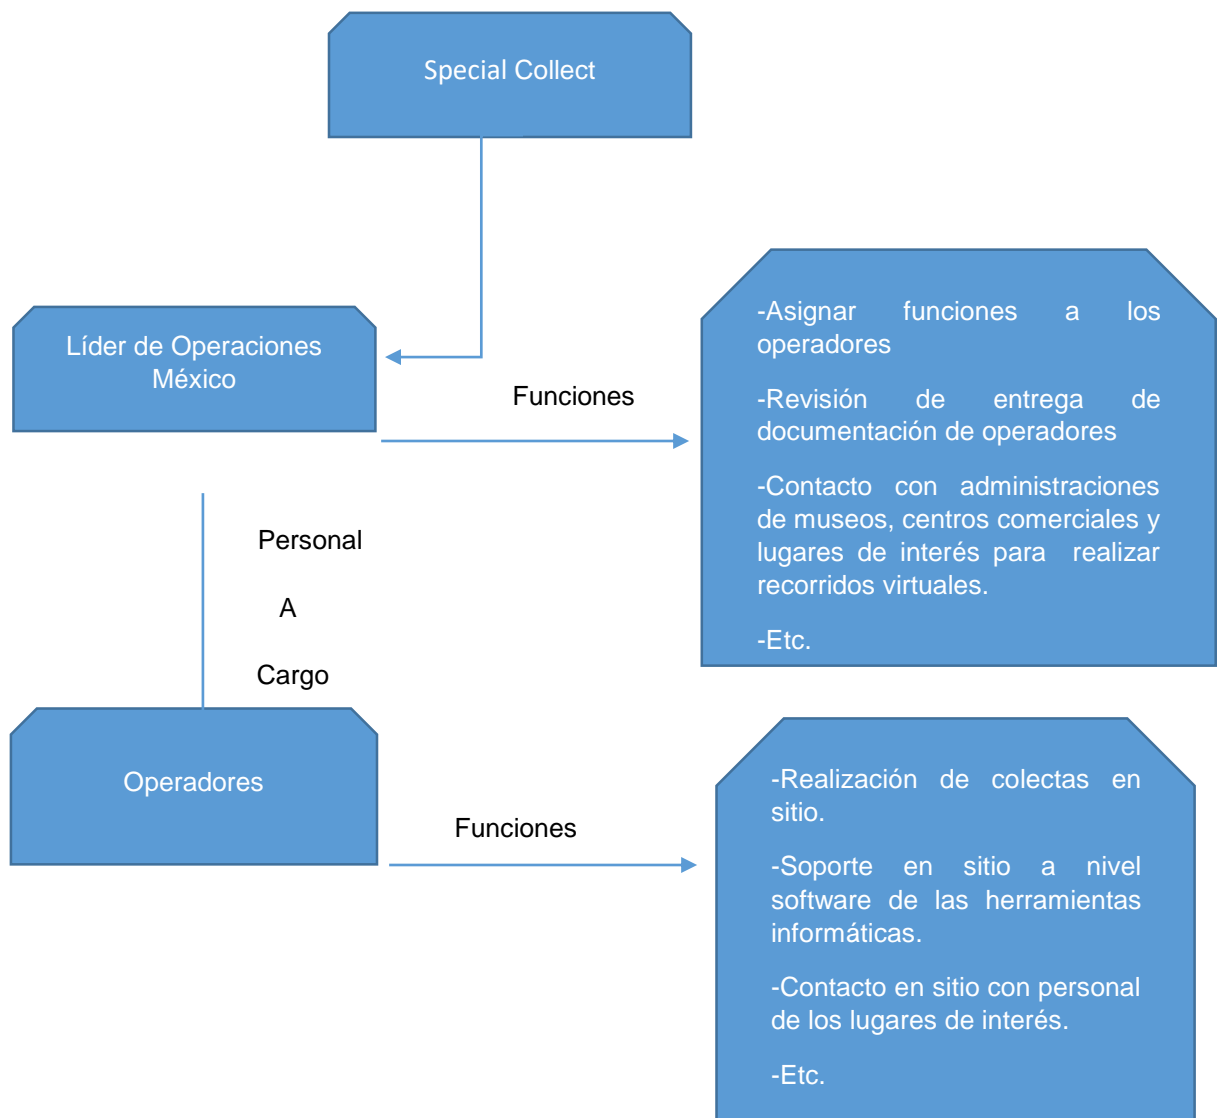 Special Collect
Líder de Operaciones
México
Funciones
-Asignar funciones a los
operadores
-Revisión de entrega de
documentación de operadores
-Contacto con administraciones
de museos, centros comerciales y
lugares de interés para realizar
recorridos virtuales.
-Etc.
Personal
A
Cargo
Operadores
Funciones
-Realización de colectas en
sitio.
-Soporte en sitio a nivel
software de las herramientas
informáticas.
-Contacto en sitio con personal
de los lugares de interés.
-Etc.